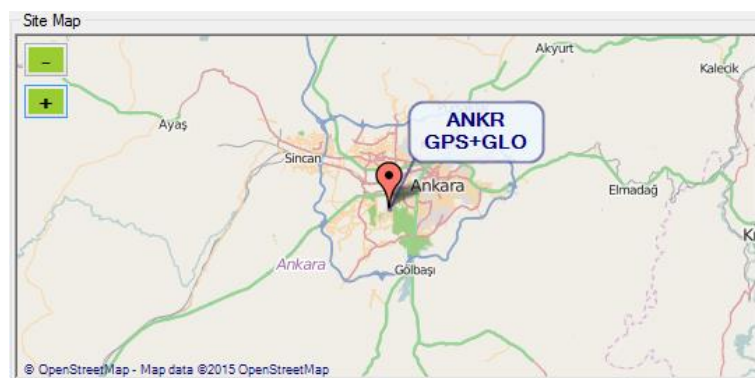 Site Map
-
+
Akyurt
Kalecik
Ayaş
Sincan
ANKR
GPS+GLO
Ankara
Elmadağ
Ankara
Gölbaşı
© OpenStreetMap - Map data ©2015 OpenStreetMap